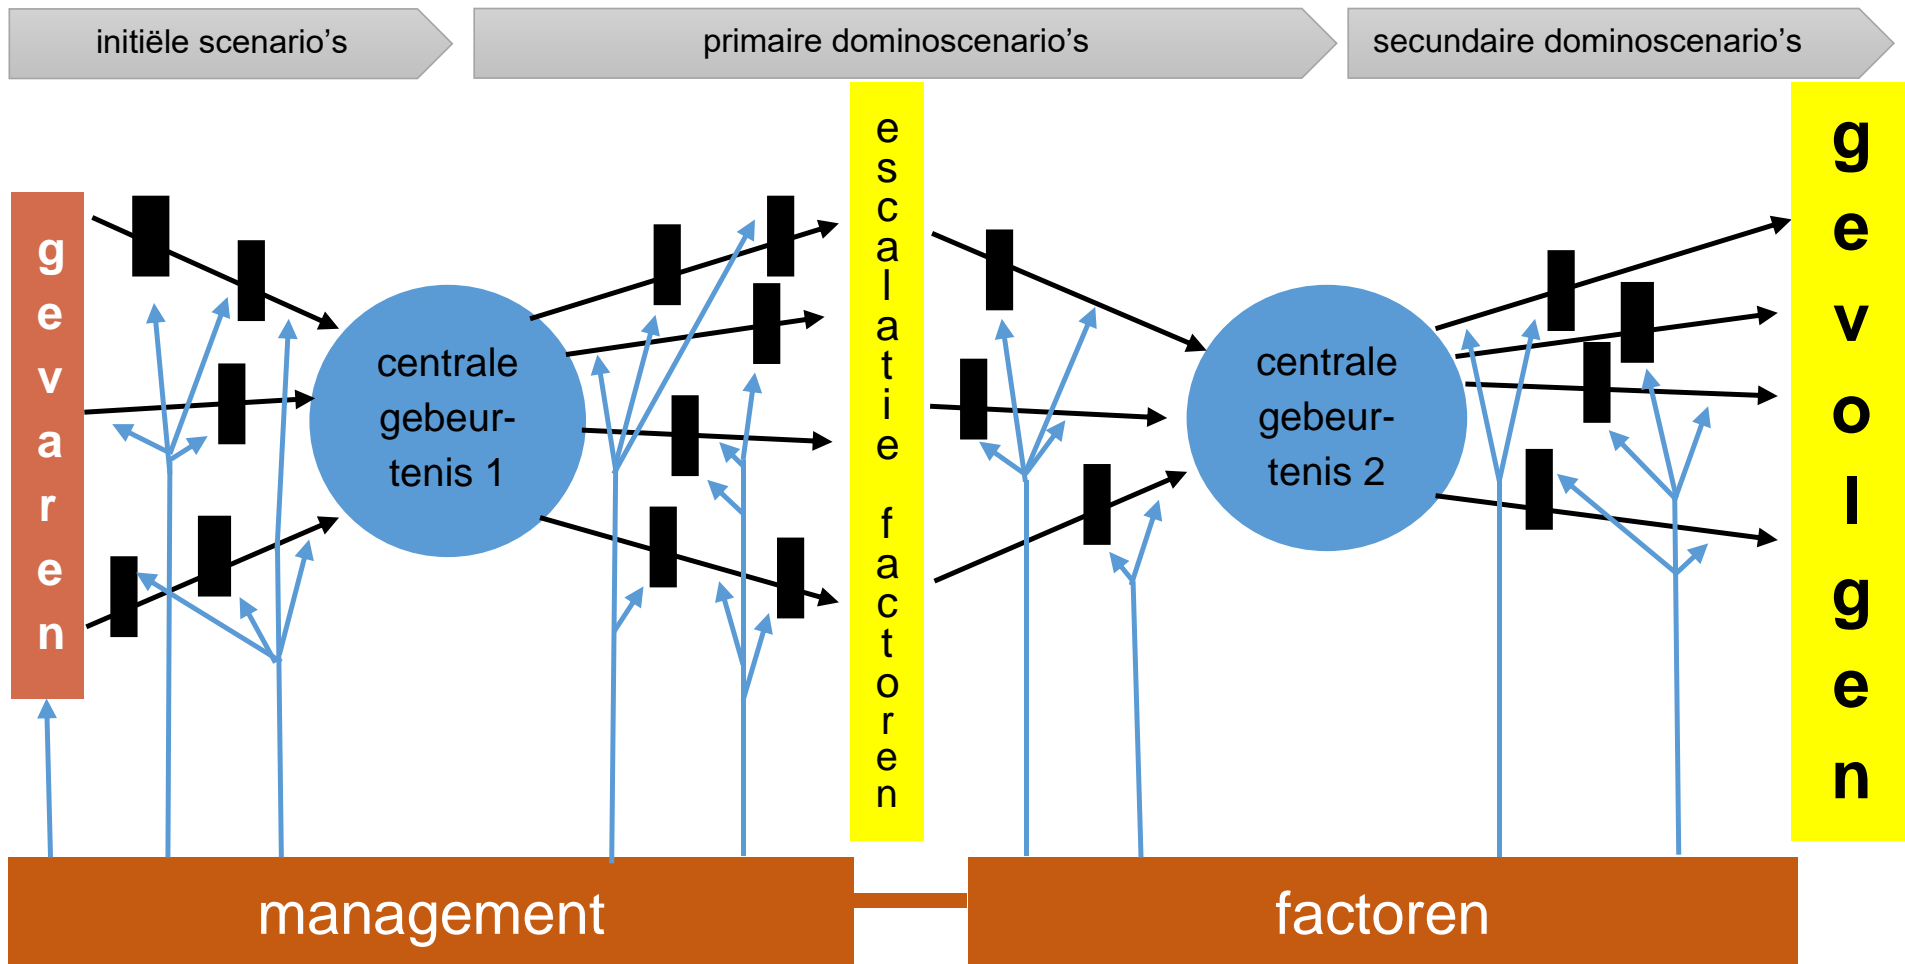 initiële scenario’s
primaire dominoscenario’s
secundaire dominoscenario’s
gevaren
centrale
gebeur-
tenis 1
escalatie factoren
centrale
gebeur-
tenis 2
gevolgen
management
factoren